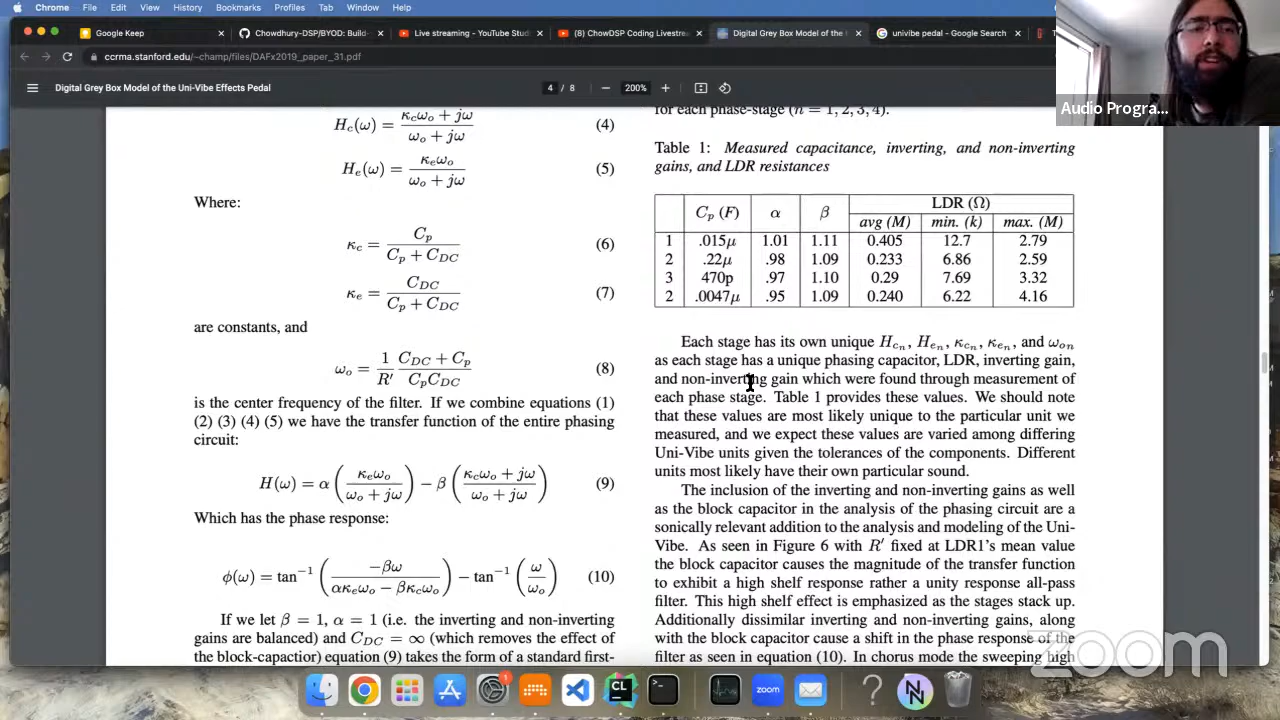 Chrome File Edit View History Bookmarks Profiles Tab Window Help
Google Keep
Chowdhury-DSP/BYOD: Build-
Live streaming - YouTube Stud
(8) ChowDSP Coding Livestre
Digital Grey Box Model of the
univibe pedal - Google Search
ccrma.stanford.edu/~champ/files/DAFx2019_paper_31.pdf
Digital Grey Box Model of the Uni-Vibe Effects Pedal
4 / 8
200%
Audio Progra...
H_c(ω) = (κ_cω_o + jω) / (ω_o + jω) (4)
H_e(ω) = κ_eω_o / (ω_o + jω) (5)
Where:
κ_c = C_p / (C_p + C_DC) (6)
κ_e = C_DC / (C_p + C_DC) (7)
are constants, and
ω_o = 1/R′ (C_DC + C_p) / (C_pC_DC) (8)
is the center frequency of the filter. If we combine equations (1)
(2) (3) (4) (5) we have the transfer function of the entire phasing
circuit:
H(ω) = α (κ_eω_o / (ω_o + jω)) − β ((κ_cω_o + jω) / (ω_o + jω)) (9)
Which has the phase response:
ϕ(ω) = tan⁻¹ (−βω / (ακ_eω_o − βκ_cω_o)) − tan⁻¹ (ω / ω_o) (10)
If we let β = 1, α = 1 (i.e. the inverting and non-inverting
gains are balanced) and C_DC = ∞ (which removes the effect of
the block-capactior) equation (9) takes the form of a standard first-
for each phase-stage (n = 1, 2, 3, 4).
Table 1: Measured capacitance, inverting, and non-inverting
gains, and LDR resistances
C_p (F) α β LDR (Ω)
avg (M) min. (k) max. (M)
1 .015μ 1.01 1.11 0.405 12.7 2.79
2 .22μ .98 1.09 0.233 6.86 2.59
3 470p .97 1.10 0.29 7.69 3.32
2 .0047μ .95 1.09 0.240 6.22 4.16
Each stage has its own unique H_cn, H_en, κ_cn, κ_en, and ω_on
as each stage has a unique phasing capacitor, LDR, inverting gain,
and non-inverting gain which were found through measurement of
each phase stage. Table 1 provides these values. We should note
that these values are most likely unique to the particular unit we
measured, and we expect these values are varied among differing
Uni-Vibe units given the tolerances of the components. Different
units most likely have their own particular sound.
The inclusion of the inverting and non-inverting gains as well
as the block capacitor in the analysis of the phasing circuit are a
sonically relevant addition to the analysis and modeling of the Uni-
Vibe. As seen in Figure 6 with R′ fixed at LDR1's mean value
the block capacitor causes the magnitude of the transfer function
to exhibit a high shelf response rather a unity response all-pass
filter. This high shelf effect is emphasized as the stages stack up.
Additionally dissimilar inverting and non-inverting gains, along
with the block capacitor cause a shift in the phase response of the
filter as seen in equation (10). In chorus mode the sweeping high
zoom
CL
zoom
1